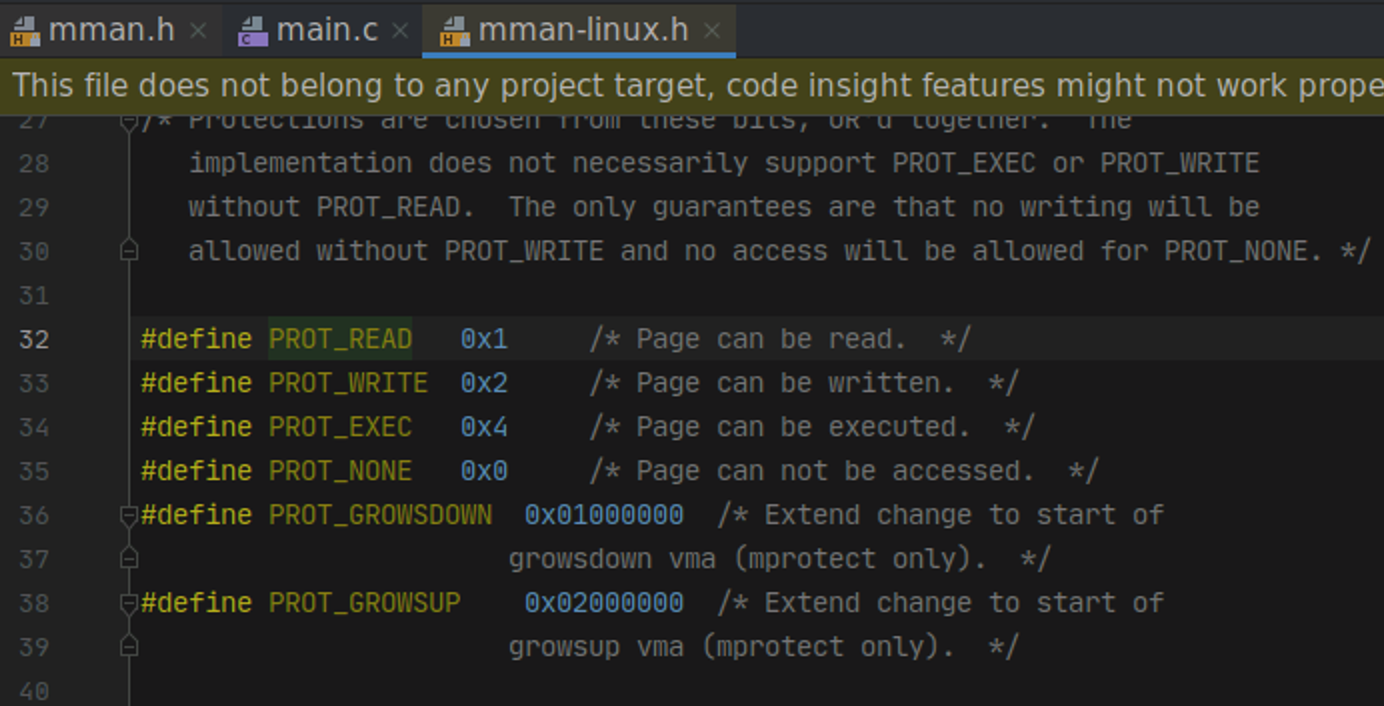 mman.h × main.c × mman-linux.h ×
This file does not belong to any project target, code insight features might not work prope
27 /* Protections are chosen from these bits, OR'd together.  The
28    implementation does not necessarily support PROT_EXEC or PROT_WRITE
29    without PROT_READ.  The only guarantees are that no writing will be
30    allowed without PROT_WRITE and no access will be allowed for PROT_NONE. */
31
32 #define PROT_READ   0x1     /* Page can be read.  */
33 #define PROT_WRITE  0x2     /* Page can be written.  */
34 #define PROT_EXEC   0x4     /* Page can be executed.  */
35 #define PROT_NONE   0x0     /* Page can not be accessed.  */
36 #define PROT_GROWSDOWN  0x01000000  /* Extend change to start of
37                        growsdown vma (mprotect only).  */
38 #define PROT_GROWSUP    0x02000000  /* Extend change to start of
39                        growsup vma (mprotect only).  */
40